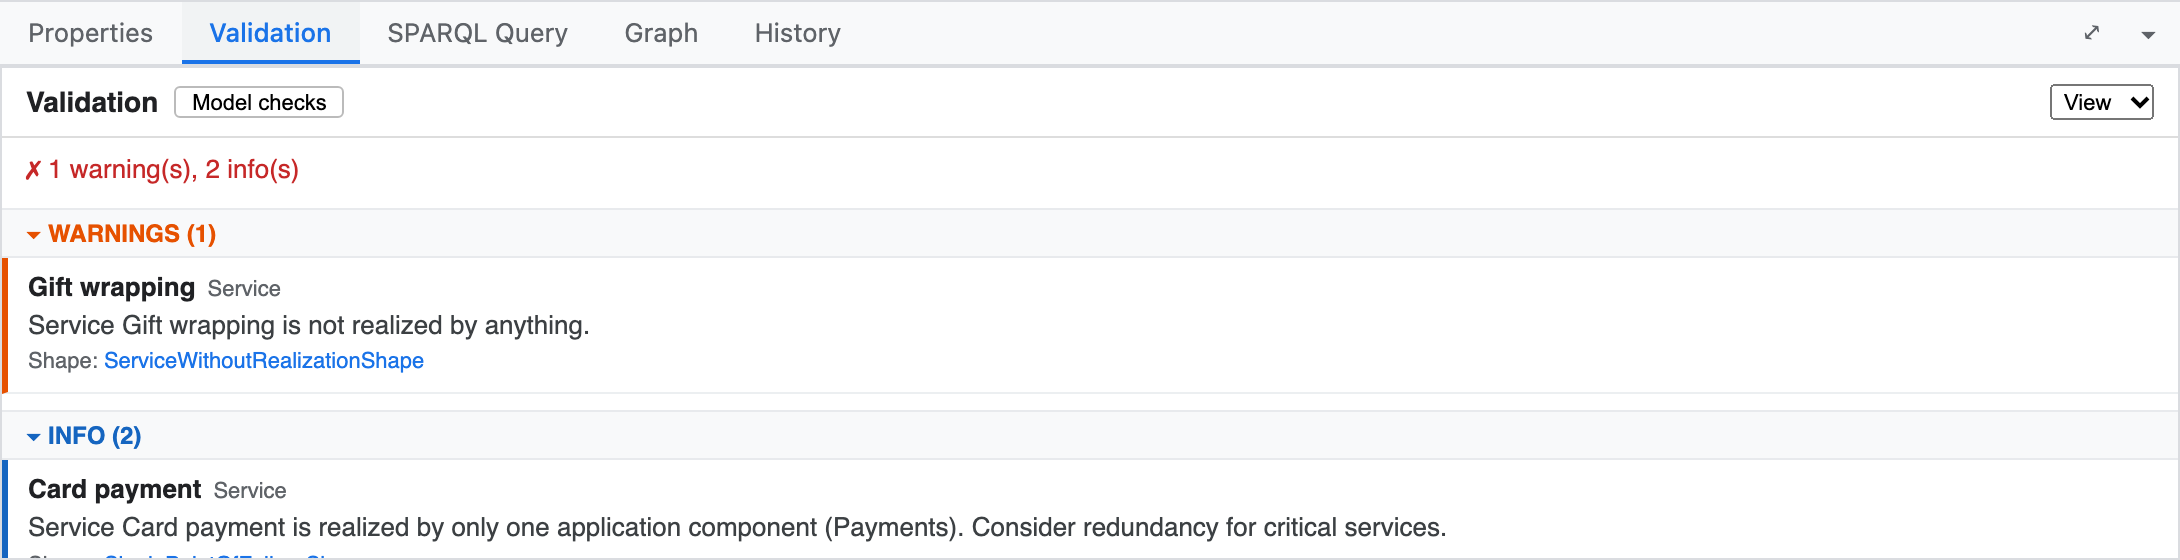 Properties Validation SPARQL Query Graph History
Validation Model checks View
✗ 1 warning(s), 2 info(s)
WARNINGS (1)
Gift wrapping Service
Service Gift wrapping is not realized by anything.
Shape: ServiceWithoutRealizationShape
INFO (2)
Card payment Service
Service Card payment is realized by only one application component (Payments). Consider redundancy for critical services.